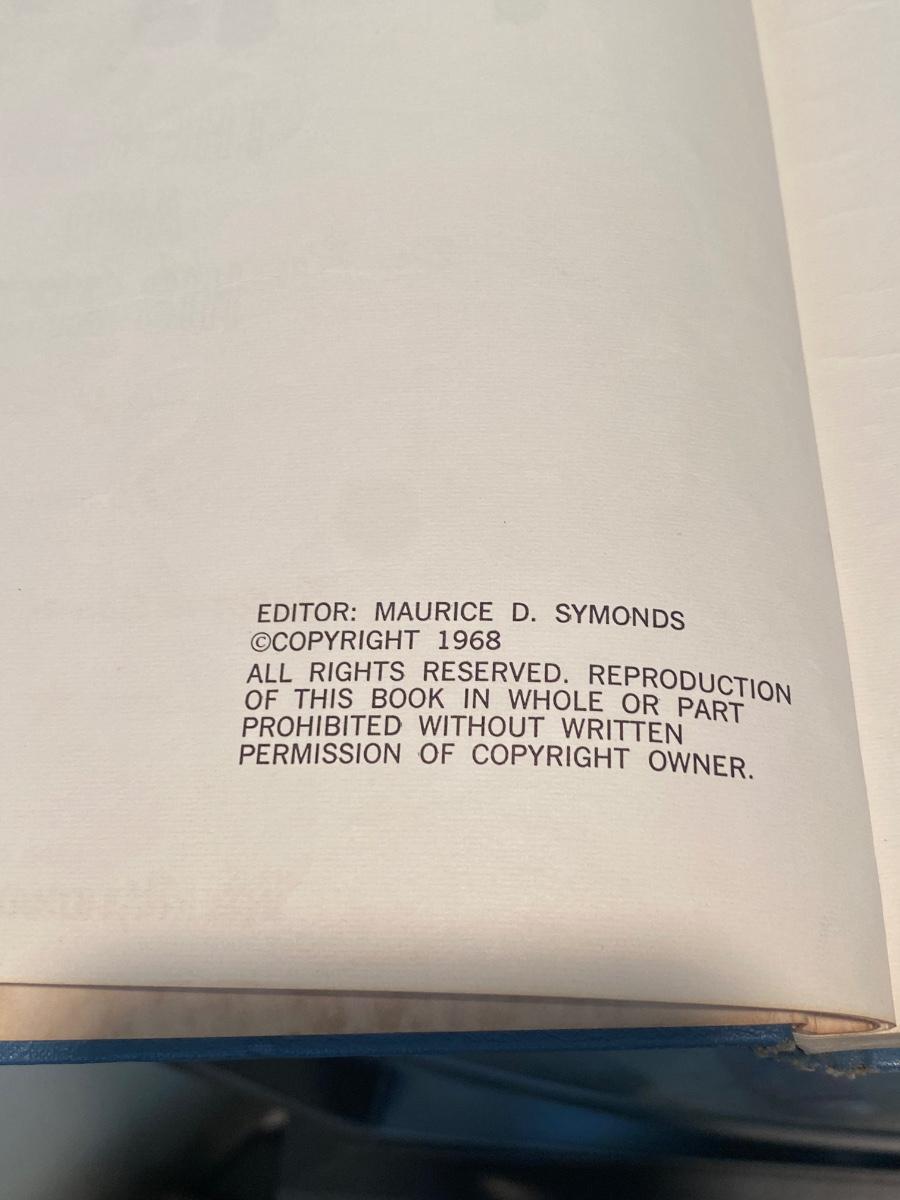 EDITOR: MAURICE D. SYMONDS
©COPYRIGHT 1968
ALL RIGHTS RESERVED. REPRODUCTION
OF THIS BOOK IN WHOLE OR PART
PROHIBITED WITHOUT WRITTEN
PERMISSION OF COPYRIGHT OWNER.